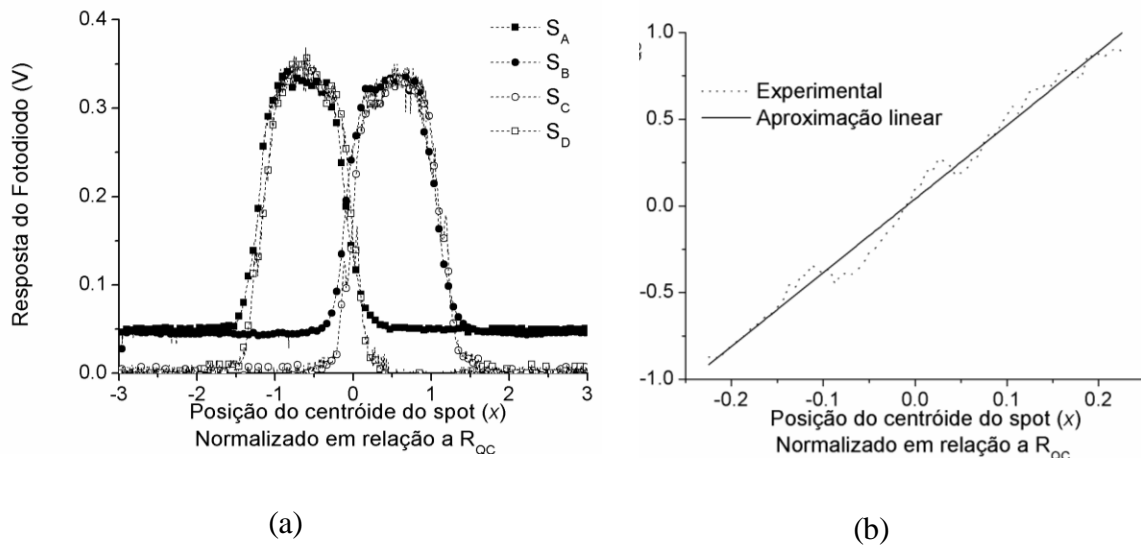 0.4
0.3
0.2
0.1
0.0
Resposta do Fotodiodo (V)
S_A
S_B
S_C
S_D
-3 -2 -1 0 1 2 3
Posição do centróide do spot (x)
Normalizado em relação a R_QC
(a)
1.0
0.5
0.0
-0.5
-1.0
Experimental
Aproximação linear
-0.2 -0.1 0.0 0.1 0.2
Posição do centróide do spot (x)
Normalizado em relação a R_QC
(b)